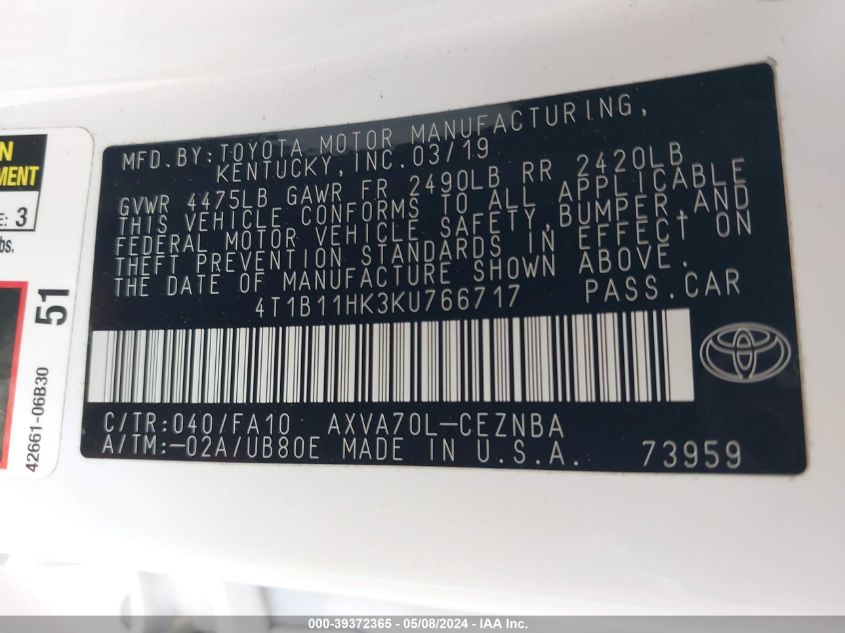 MFD. BY: TOYOTA MOTOR MANUFACTURING,
KENTUCKY, INC. 03/19
GVWR 4475LB GAWR FR 2490LB RR 2420LB
THIS VEHICLE CONFORMS TO ALL APPLICABLE
FEDERAL MOTOR VEHICLE SAFETY, BUMPER, AND
THEFT PREVENTION STANDARDS IN EFFECT ON
THE DATE OF MANUFACTURE SHOWN ABOVE.
4T1B11HK3KU766717 PASS. CAR
C/TR: 040/FA10 AXVA70L-CEZNBA
A/TM: -02A/UB80E MADE IN U.S.A. 73959
N
MENT
E: 3
bs.
51
42661-06B30
000-39372365 - 05/08/2024 - IAA Inc.